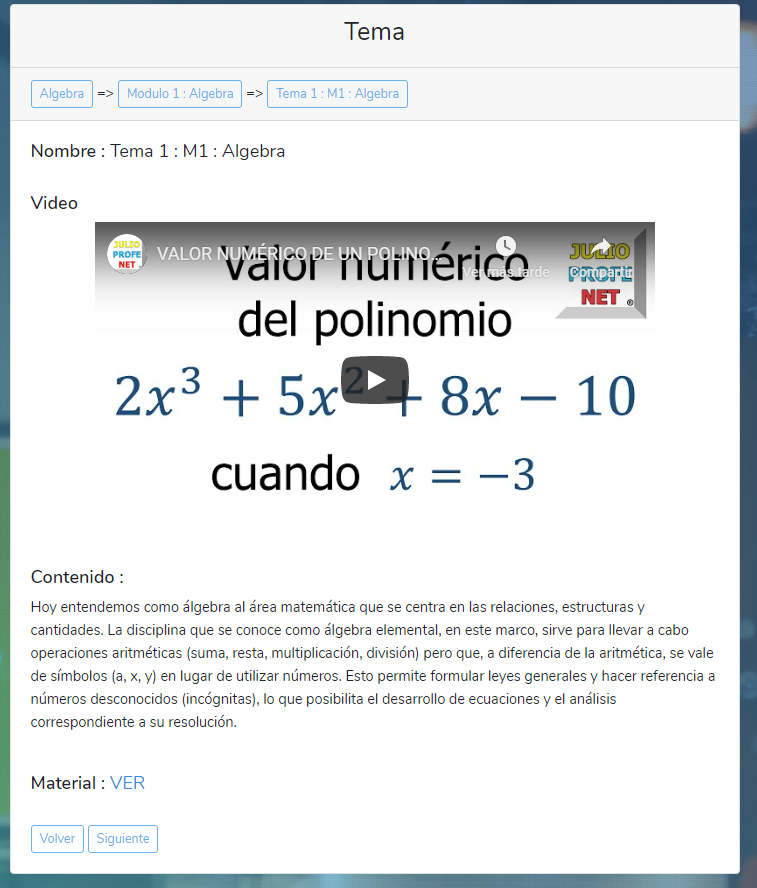 Tema
Algebra => Modulo 1 : Algebra => Tema 1 : M1 : Algebra
Nombre : Tema 1 : M1 : Algebra
Video
JULIO PROFE NET VALOR NUMÉRICO DE UN POLINO...
Ver más tarde
Compartir
JULIO
PROFE
NET ®
Valor numérico
del polinomio
2x³ + 5x² + 8x − 10
cuando x = −3
Contenido :
Hoy entendemos como álgebra al área matemática que se centra en las relaciones, estructuras y
cantidades. La disciplina que se conoce como álgebra elemental, en este marco, sirve para llevar a cabo
operaciones aritméticas (suma, resta, multiplicación, división) pero que, a diferencia de la aritmética, se vale
de símbolos (a, x, y) en lugar de utilizar números. Esto permite formular leyes generales y hacer referencia a
números desconocidos (incógnitas), lo que posibilita el desarrollo de ecuaciones y el análisis
correspondiente a su resolución.
Material : VER
Volver Siguiente